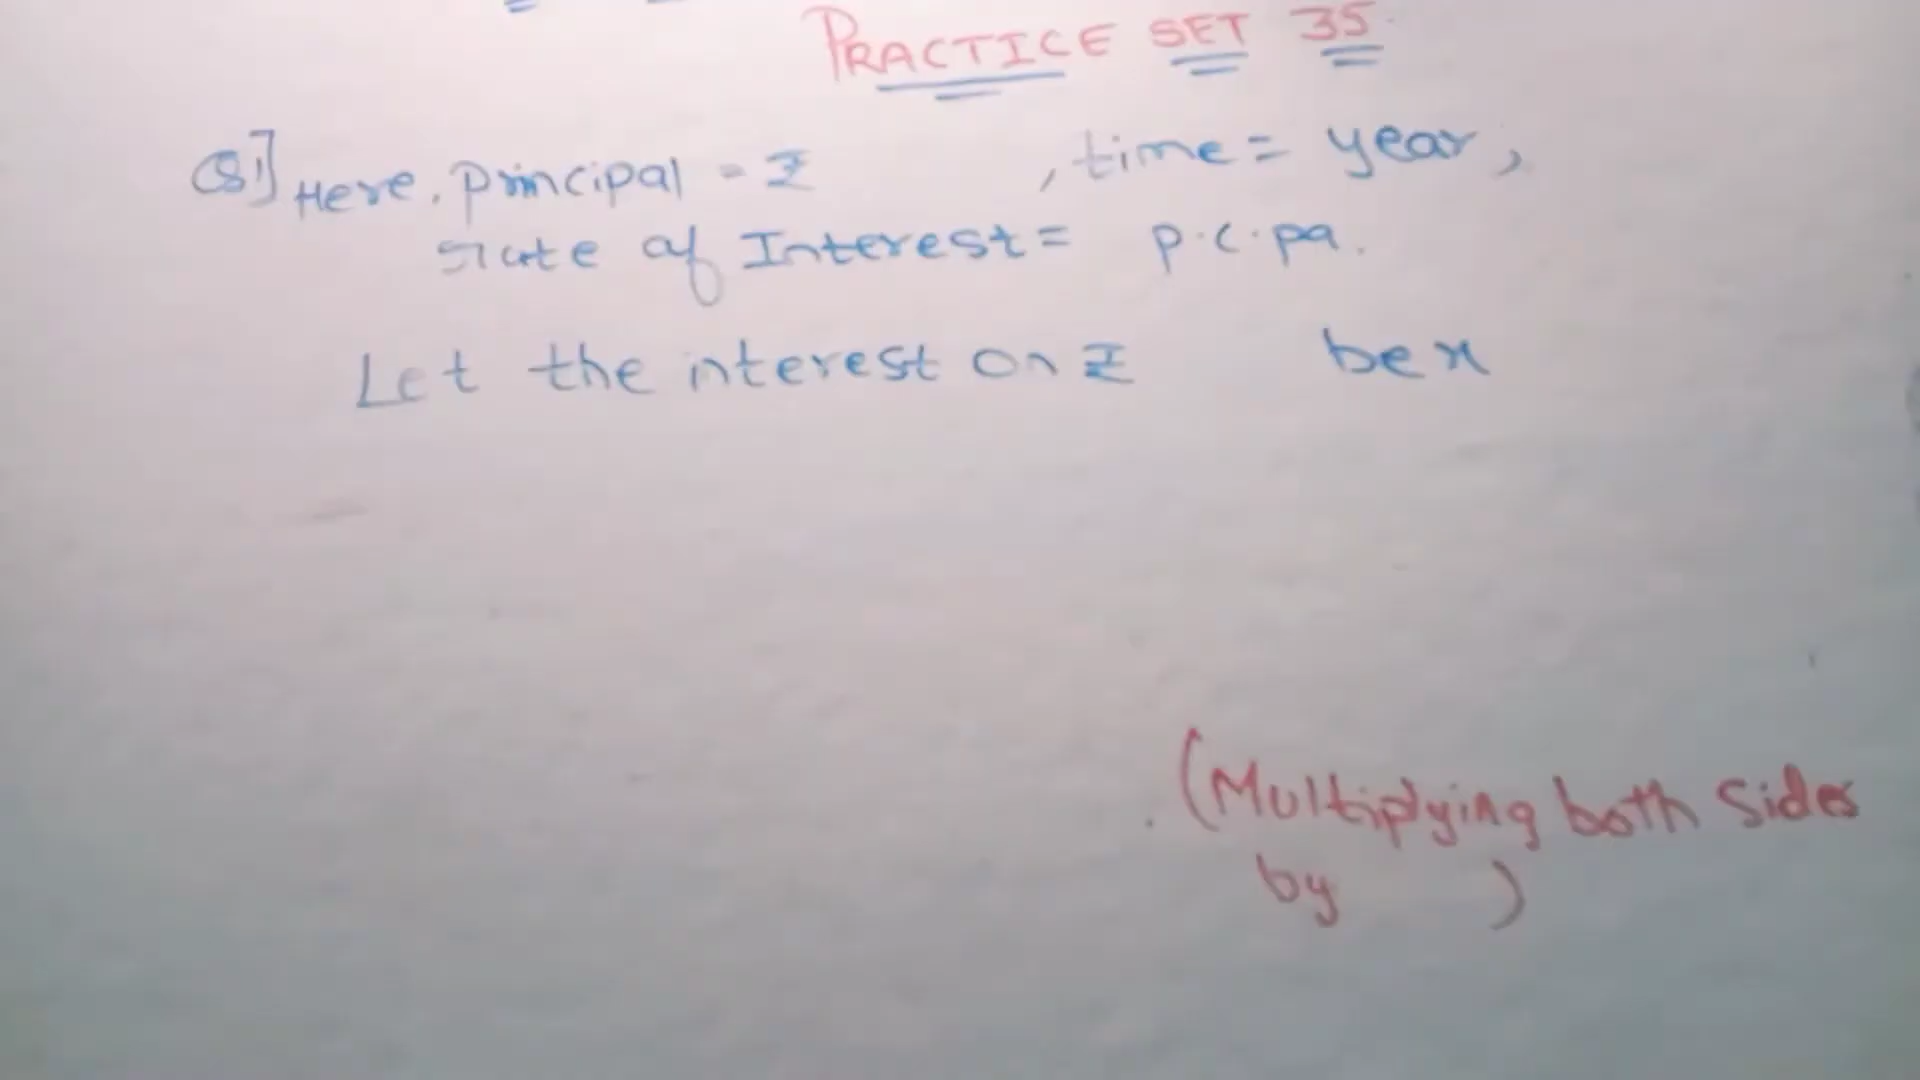 PRACTICE SET 35
Q1] Here, principal = ₹ , time = year,
rate of Interest = p.c.p.a.
Let the interest on ₹ be x
(Multiplying both sides
by )